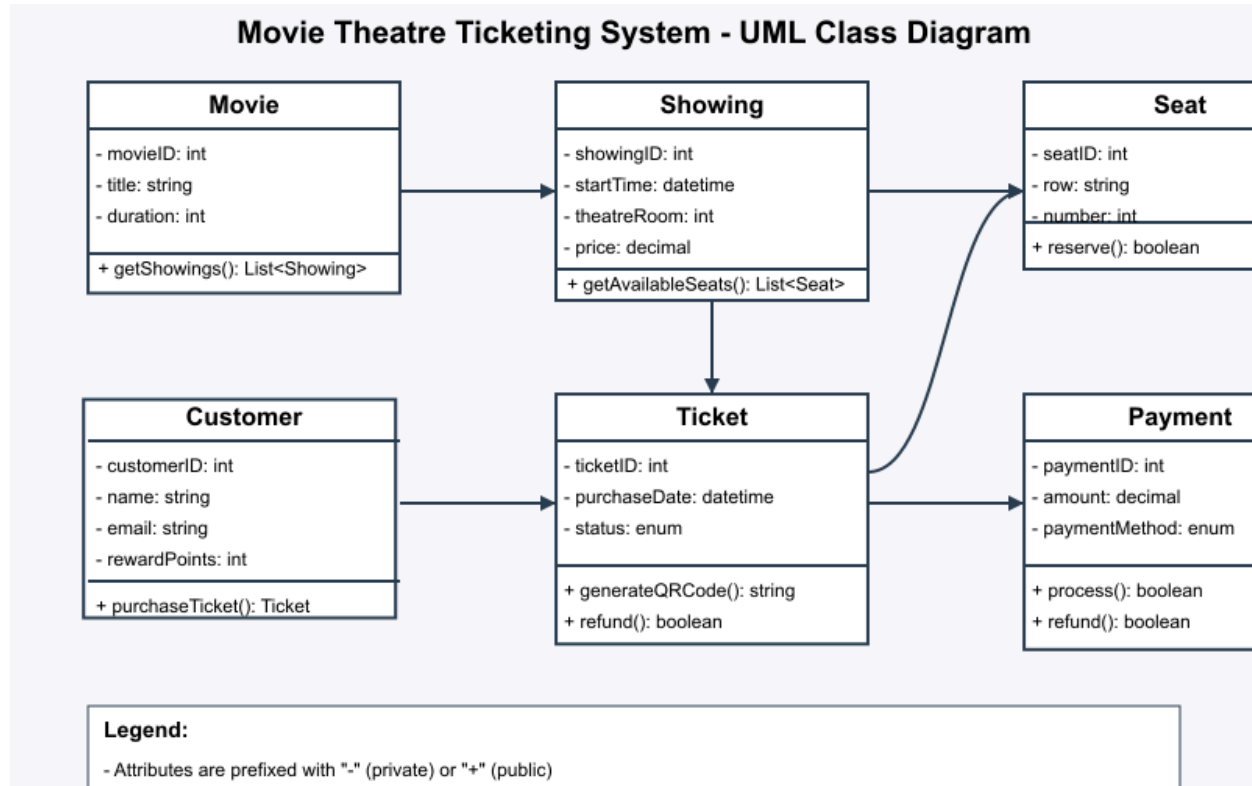 Movie Theatre Ticketing System - UML Class Diagram
Movie
- movieID: int
- title: string
- duration: int
+ getShowings(): List<Showing>
Showing
- showingID: int
- startTime: datetime
- theatreRoom: int
- price: decimal
+ getAvailableSeats(): List<Seat>
Seat
- seatID: int
- row: string
- number: int
+ reserve(): boolean
Customer
- customerID: int
- name: string
- email: string
- rewardPoints: int
+ purchaseTicket(): Ticket
Ticket
- ticketID: int
- purchaseDate: datetime
- status: enum
+ generateQRCode(): string
+ refund(): boolean
Payment
- paymentID: int
- amount: decimal
- paymentMethod: enum
+ process(): boolean
+ refund(): boolean
Legend:
- Attributes are prefixed with "-" (private) or "+" (public)